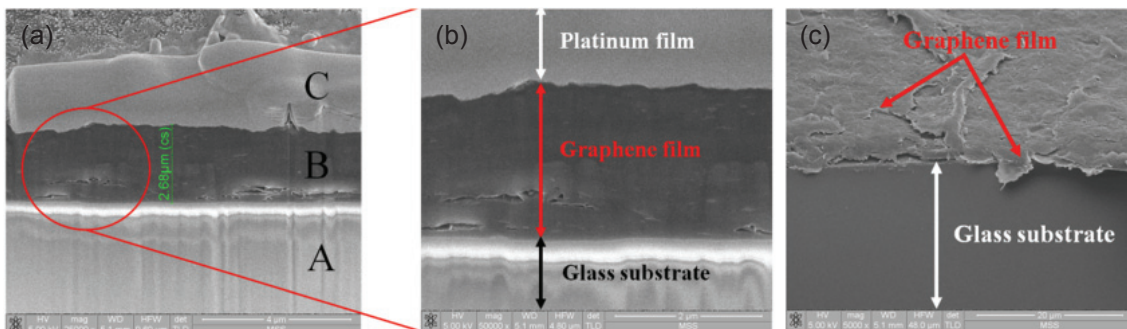 (a)
C
B
A
2.68µm (cs)
HV
mag
HFW
det
4 µm
TLD
MSS
(b)
Platinum film
Graphene film
Glass substrate
HV mag WD HFW det
2 µm
5.00 kV 50000 x 5.1 mm 4.80 µm TLD
MSS
(c)
Graphene film
Glass substrate
HV mag WD HFW det
20 µm
5.00 kV 5000 x 5.1 mm 48.0 µm TLD
MSS